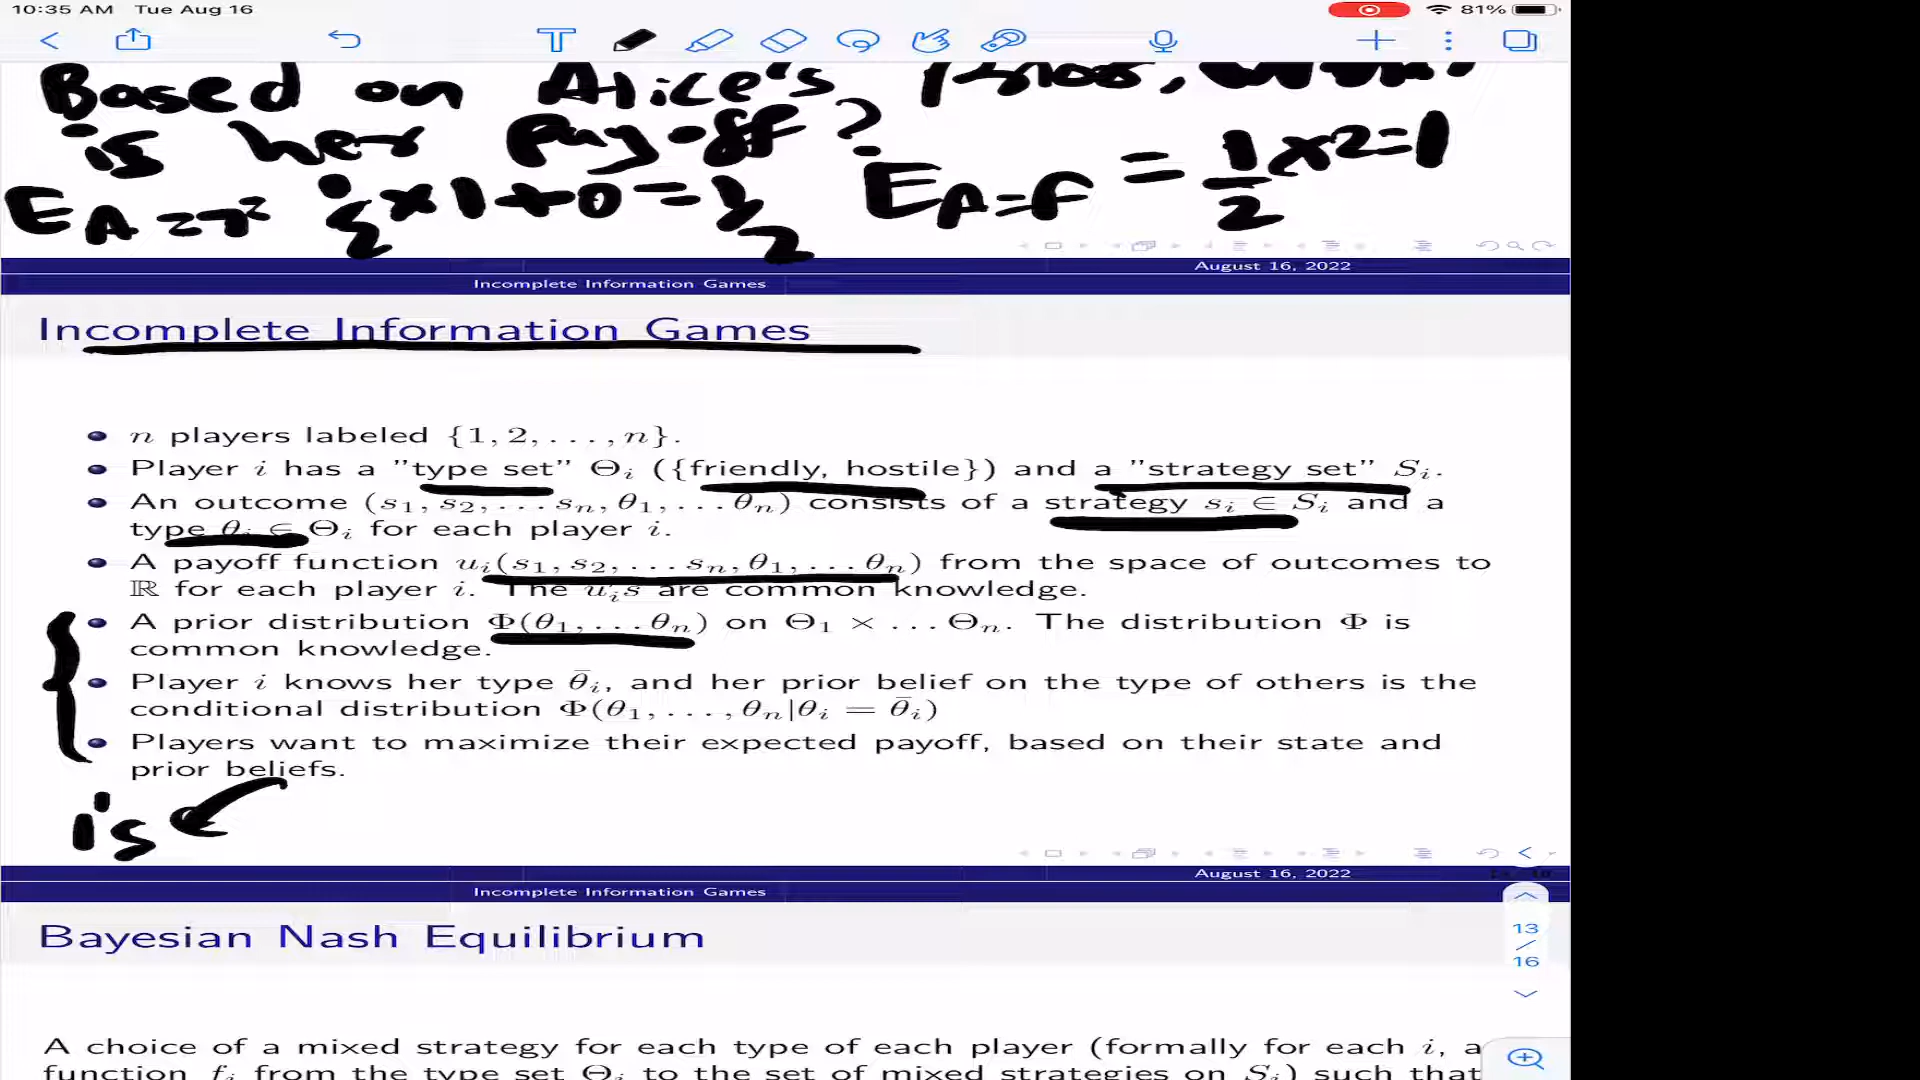 10:35 AM Tue Aug 16
81%
Based on Alice's
is her pay-off?
August 16, 2022
Incomplete Information Games
Incomplete Information Games
n players labeled {1, 2, ..., n}.
Player i has a "type set" Θ_i ({friendly, hostile}) and a "strategy set" S_i.
An outcome (s_1, s_2, ... s_n, θ_1, ... θ_n) consists of a strategy s_i ∈ S_i and a
type θ_i ∈ Θ_i for each player i.
A payoff function u_i(s_1, s_2, ... s_n, θ_1, ... θ_n) from the space of outcomes to
ℝ for each player i. The u_i's are common knowledge.
A prior distribution Φ(θ_1, ... θ_n) on Θ_1 × ... Θ_n. The distribution Φ is
common knowledge.
Player i knows her type θ̄_i, and her prior belief on the type of others is the
conditional distribution Φ(θ_1, ..., θ_n|θ_i = θ̄_i)
Players want to maximize their expected payoff, based on their state and
prior beliefs.
i's
August 16, 2022
Incomplete Information Games
Bayesian Nash Equilibrium
13
/
16
A choice of a mixed strategy for each type of each player (formally for each i, a
function f_i from the type set Θ_i to the set of mixed strategies on S_i) such that